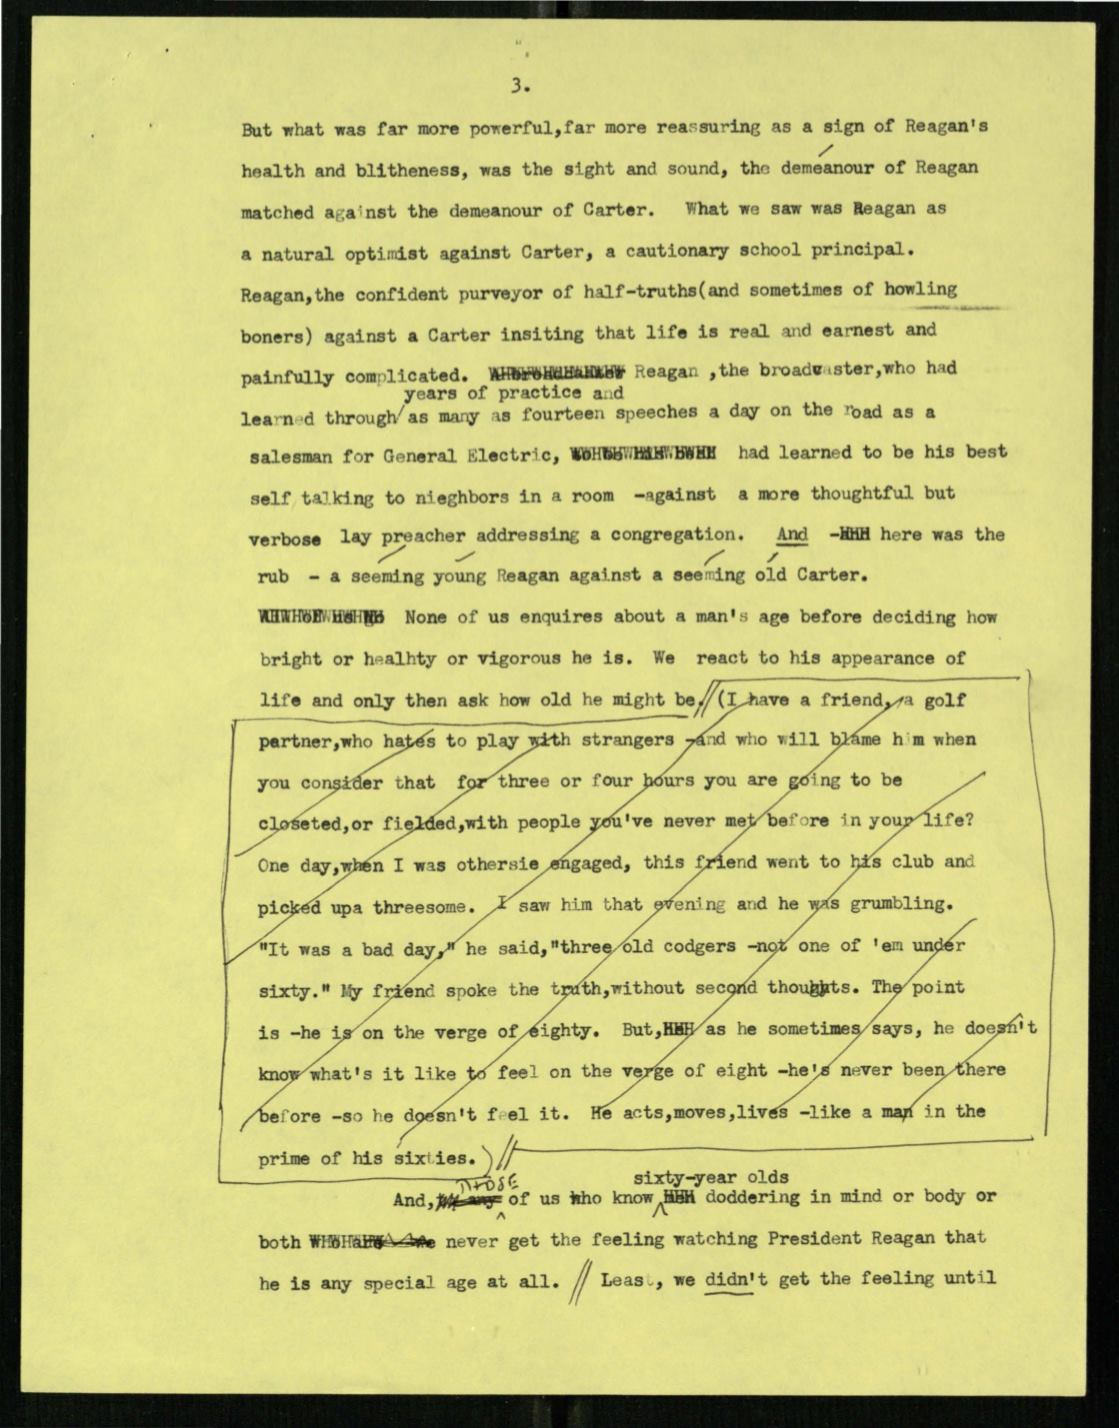 3.
But what was far more powerful,far more reassuring as a sign of Reagan's
health and blitheness, was the sight and sound, the demeanour of Reagan
matched against the demeanour of Carter. What we saw was Reagan as
a natural optimist against Carter, a cautionary school principal.
Reagan,the confident purveyor of half-truths(and sometimes of howling
boners) against a Carter insiting that life is real and earnest and
painfully complicated. Reagan ,the broadcaster,who had
years of practice and
learned through/as many as fourteen speeches a day on the road as a
salesman for General Electric, had learned to be his best
self talking to nieghbors in a room -against a more thoughtful but
verbose lay preacher addressing a congregation. And - here was the
rub - a seeming young Reagan against a seeming old Carter.
None of us enquires about a man's age before deciding how
bright or healhty or vigorous he is. We react to his appearance of
life and only then ask how old he might be.//(I have a friend, a golf
partner,who hates to play with strangers -and who will blame him when
you consider that for three or four hours you are going to be
closeted,or fielded,with people you've never met before in your life?
One day,when I was othersie engaged, this friend went to his club and
picked upa threesome. I saw him that evening and he was grumbling.
"It was a bad day," he said,"three old codgers -not one of 'em under
sixty." My friend spoke the truth,without second thoughts. The point
is -he is on the verge of eighty. But, as he sometimes says, he doesn't
know what's it like to feel on the verge of eight -he's never been there
before -so he doesn't feel it. He acts,moves,lives -like a man in the
prime of his sixties.)//
THOSE sixty-year olds
And, of us who know doddering in mind or body or
both never get the feeling watching President Reagan that
he is any special age at all. // Least, we didn't get the feeling until